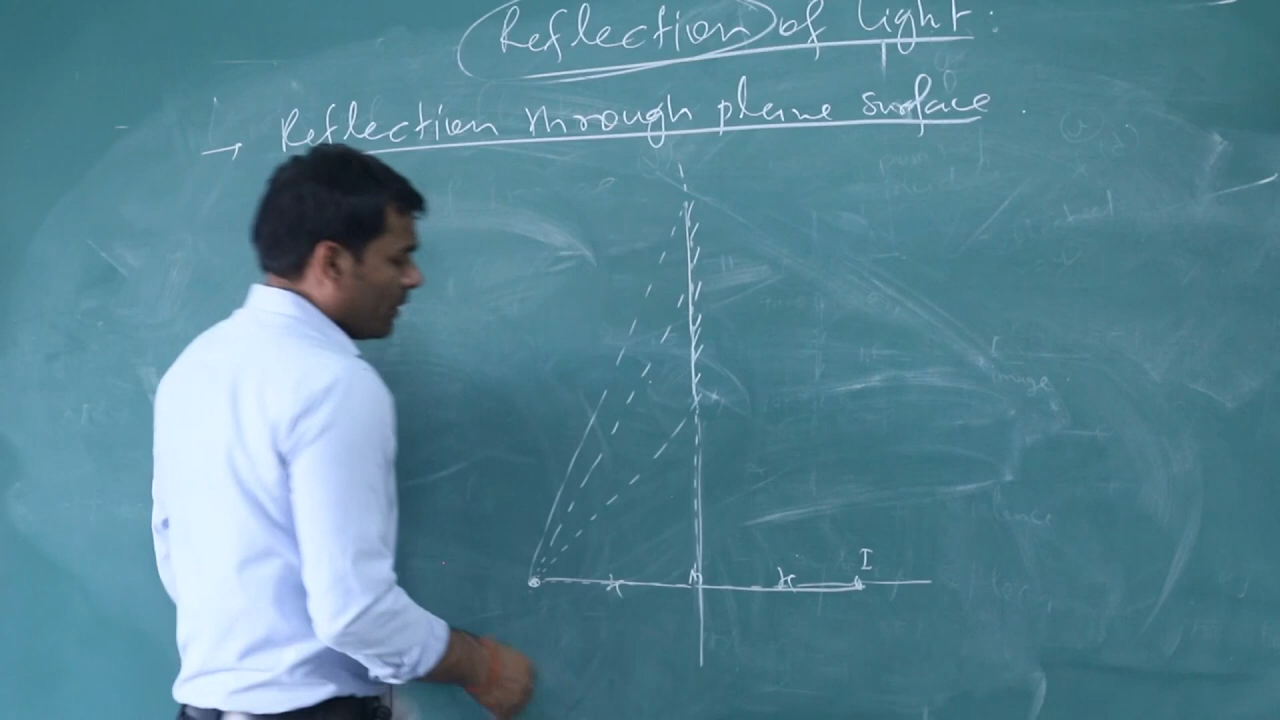 Reflection of light :
→ Reflection through plane surface .
I